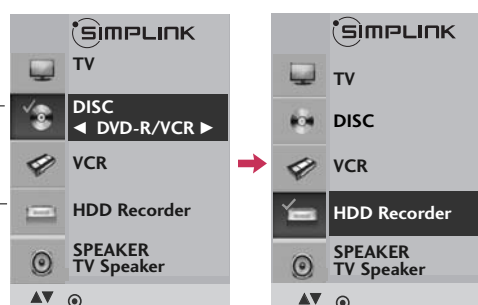 SIMPLINK
TV
DISC
◄ DVD-R/VCR ►
VCR
HDD Recorder
SPEAKER
TV Speaker
SIMPLINK
TV
DISC
VCR
HDD Recorder
SPEAKER
TV Speaker